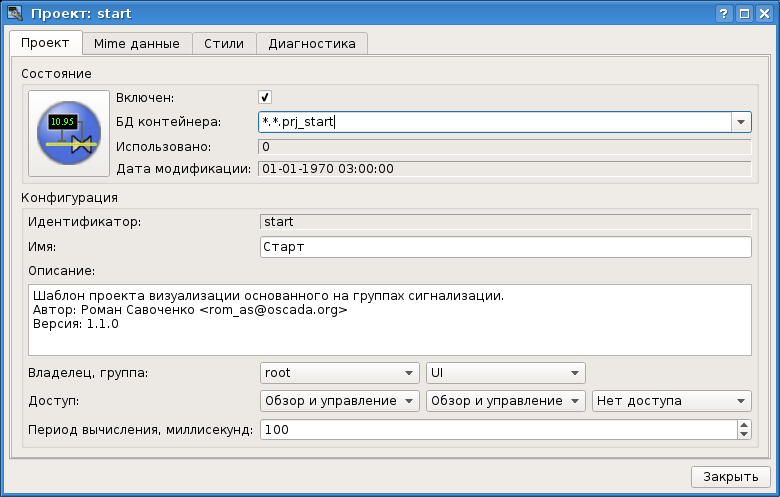 Проект: start
Проект Mime данные Стили Диагностика
Состояние
10.95
Включен:
БД контейнера: *.*.prj_start
Использовано: 0
Дата модификации: 01-01-1970 03:00:00
Конфигурация
Идентификатор: start
Имя: Старт
Описание:
Шаблон проекта визуализации основанного на группах сигнализации.
Автор: Роман Савоченко <rom_as@oscada.org>
Версия: 1.1.0
Владелец, группа: root UI
Доступ: Обзор и управление Обзор и управление Нет доступа
Период вычисления, миллисекунд: 100
Закрыть